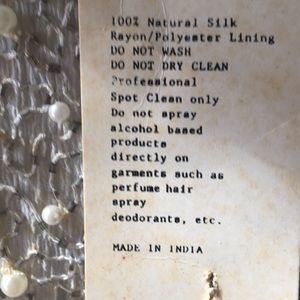 100% Natural Silk
Rayon/Polyester Lining
DO NOT WASH
DO NOT DRY CLEAN
Professional
Spot Clean only
Do not spray
alcohol based
products
directly on
garments such as
perfume hair
spray
deodorants, etc.
MADE IN INDIA